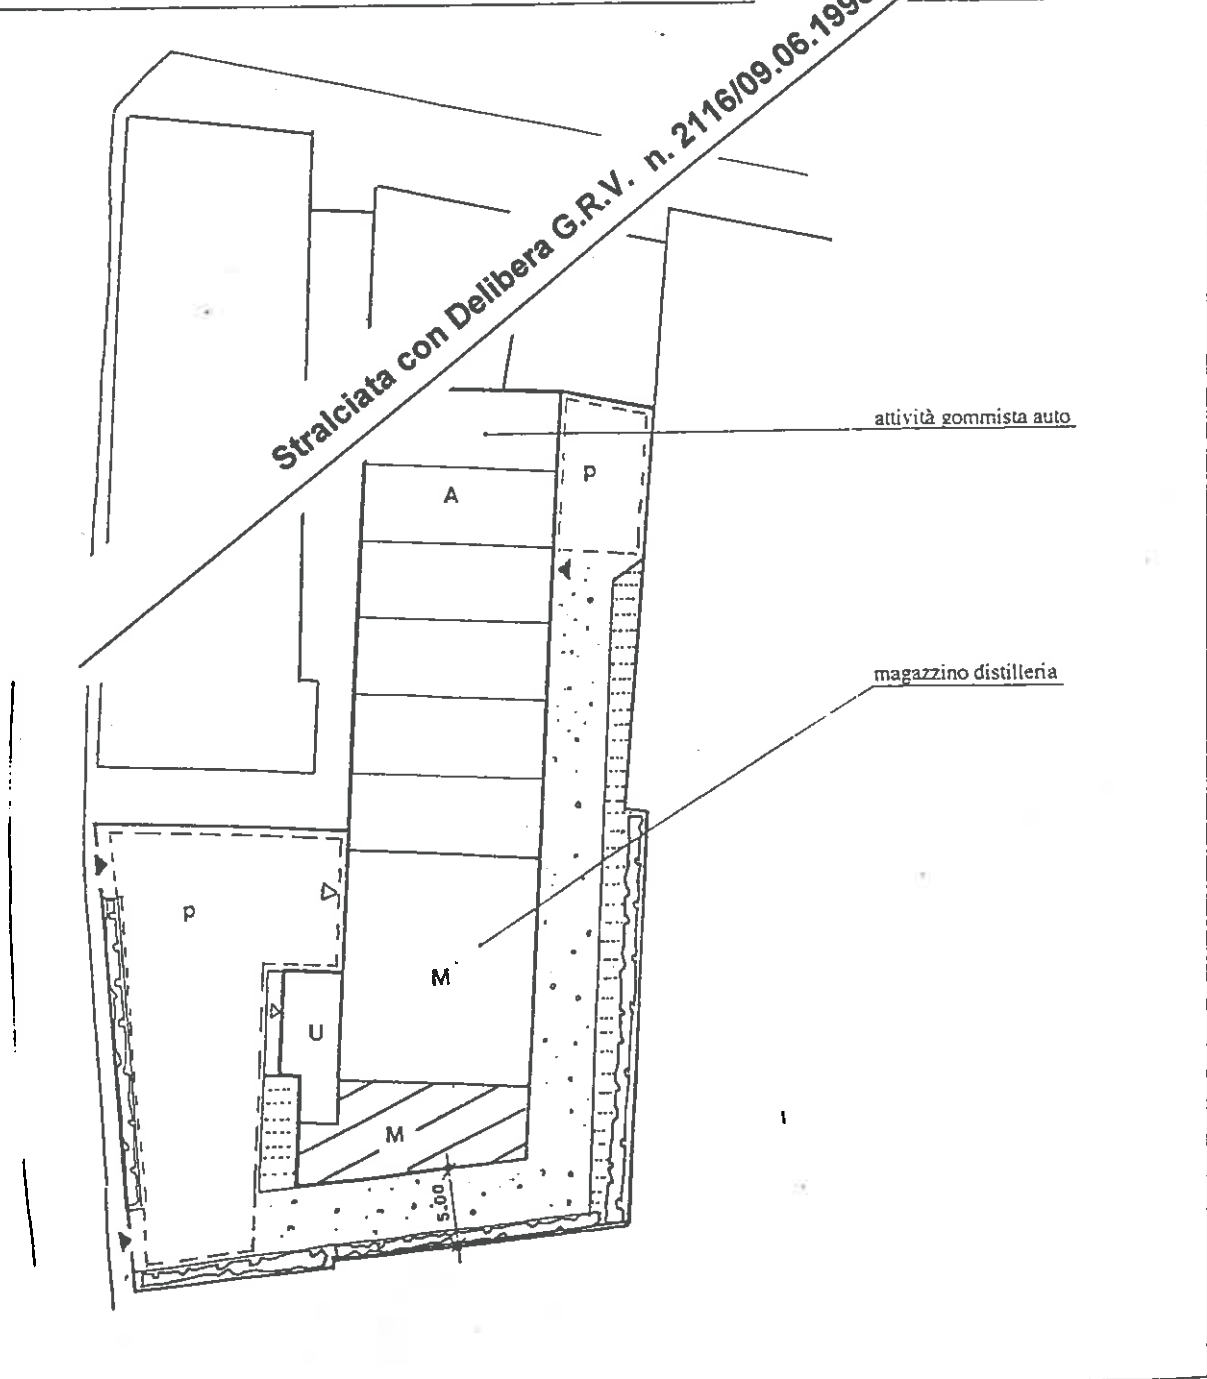 Stralciata con Delibera G.R.V. n. 2116/09.06.199
attività gommista auto
p
A
magazzino distilleria
p
M
U
M
5.00